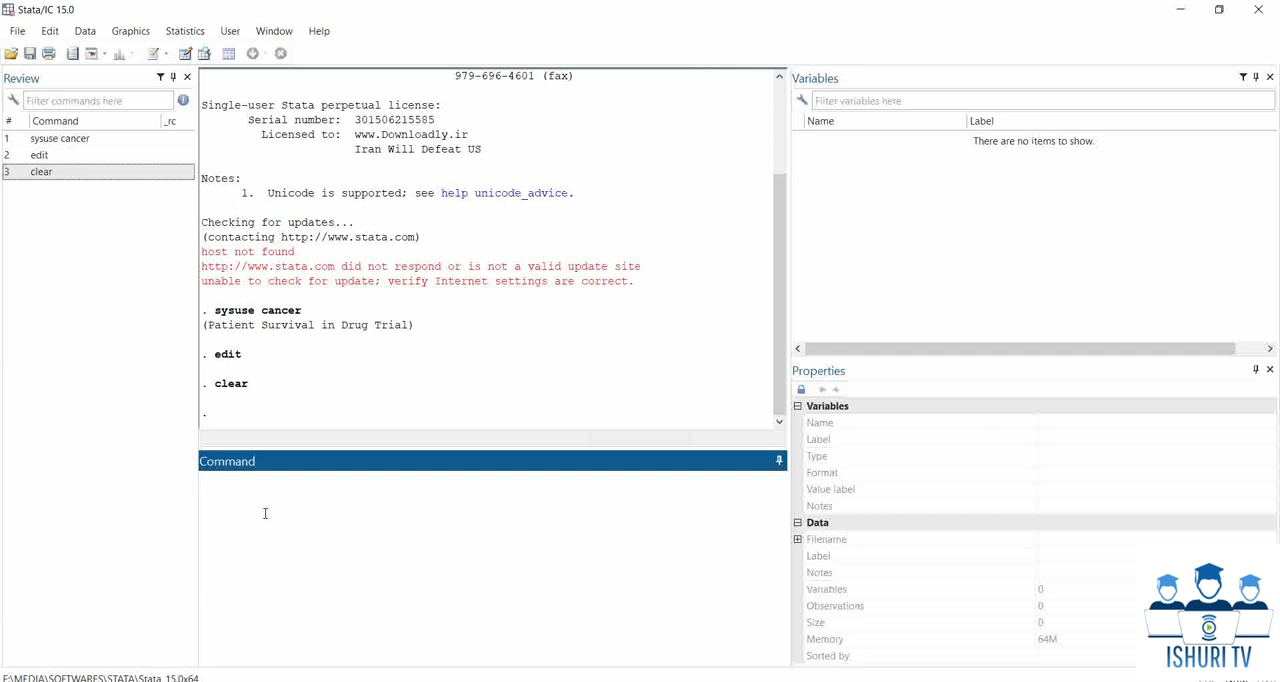 Stata/IC 15.0
File Edit Data Graphics Statistics User Window Help
Review
Filter commands here
# Command _rc
1 sysuse cancer
2 edit
3 clear
979-696-4601 (fax)
Single-user Stata perpetual license:
Serial number: 301506215585
Licensed to: www.Downloadly.ir
Iran Will Defeat US
Notes:
1. Unicode is supported; see help unicode_advice.
Checking for updates...
(contacting http://www.stata.com)
host not found
http://www.stata.com did not respond or is not a valid update site
unable to check for update; verify Internet settings are correct.
. sysuse cancer
(Patient Survival in Drug Trial)
. edit
. clear
.
Command
Variables
Filter variables here
Name Label
There are no items to show.
Properties
Variables
Name
Label
Type
Format
Value label
Notes
Data
Filename
Label
Notes
Variables 0
Observations 0
Size 0
Memory 64M
Sorted by
ISHURI TV
F:\MEDIA\SOFTWARES\STATA\Stata_15.0x64